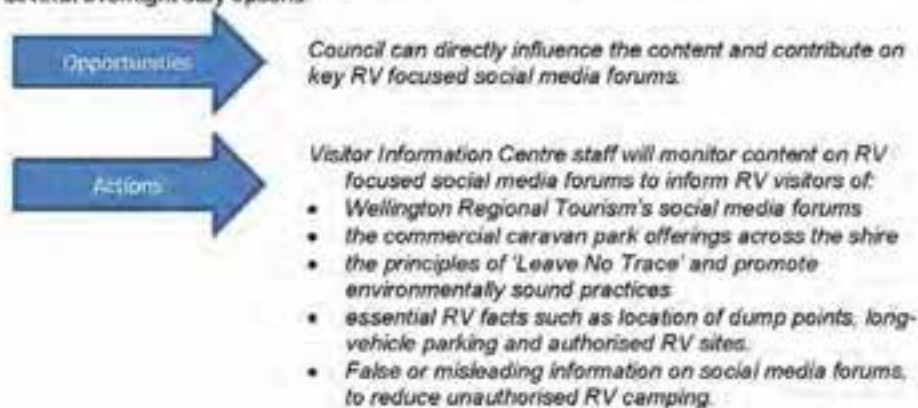 options.
Opportunities
Council can directly influence the content and contribute on
key RV focused social media forums.
Actions
Visitor Information Centre staff will monitor content on RV
focused social media forums to inform RV visitors of:
• Wellington Regional Tourism's social media forums
• the commercial caravan park offerings across the shire
• the principles of 'Leave No Trace' and promote
environmentally sound practices
• essential RV facts such as location of dump points, long-
vehicle parking and authorised RV sites.
• False or misleading information on social media forums,
to reduce unauthorised RV camping.